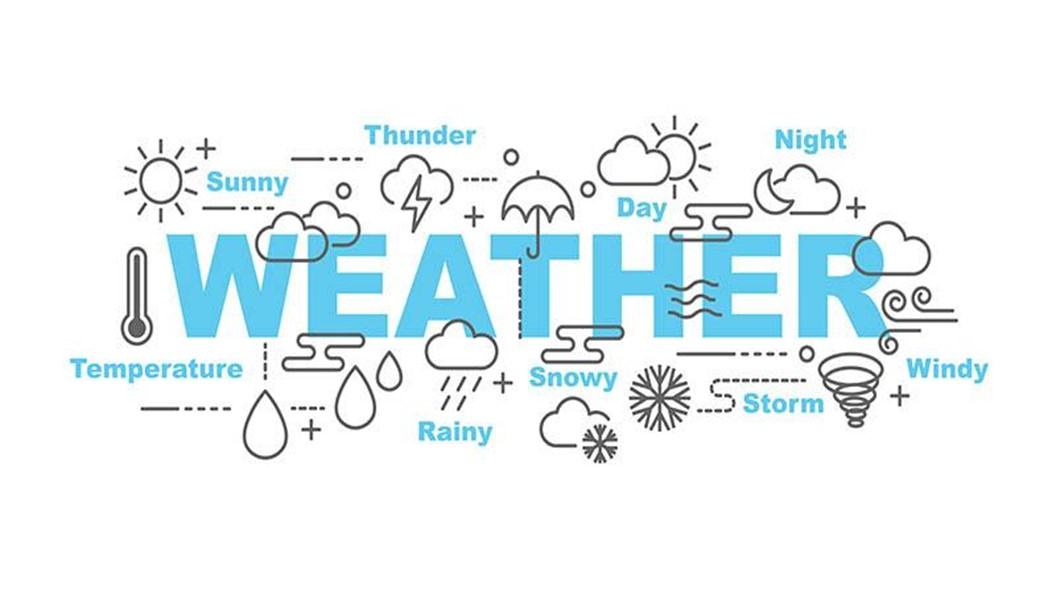 Thunder
Night
Sunny
Day
WEATHER
Temperature
Windy
Snowy
Storm
Rainy